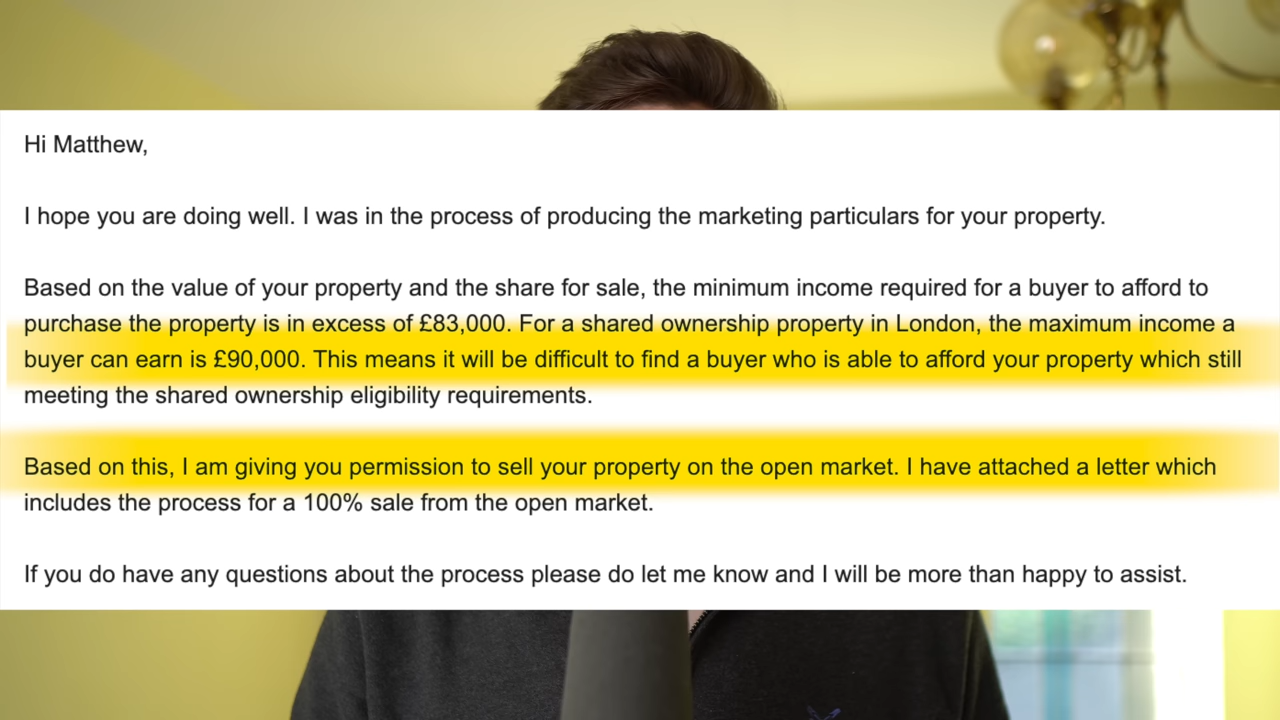 Hi Matthew,
I hope you are doing well. I was in the process of producing the marketing particulars for your property.
Based on the value of your property and the share for sale, the minimum income required for a buyer to afford to
purchase the property is in excess of £83,000. For a shared ownership property in London, the maximum income a
buyer can earn is £90,000. This means it will be difficult to find a buyer who is able to afford your property which still
meeting the shared ownership eligibility requirements.
Based on this, I am giving you permission to sell your property on the open market. I have attached a letter which
includes the process for a 100% sale from the open market.
If you do have any questions about the process please do let me know and I will be more than happy to assist.